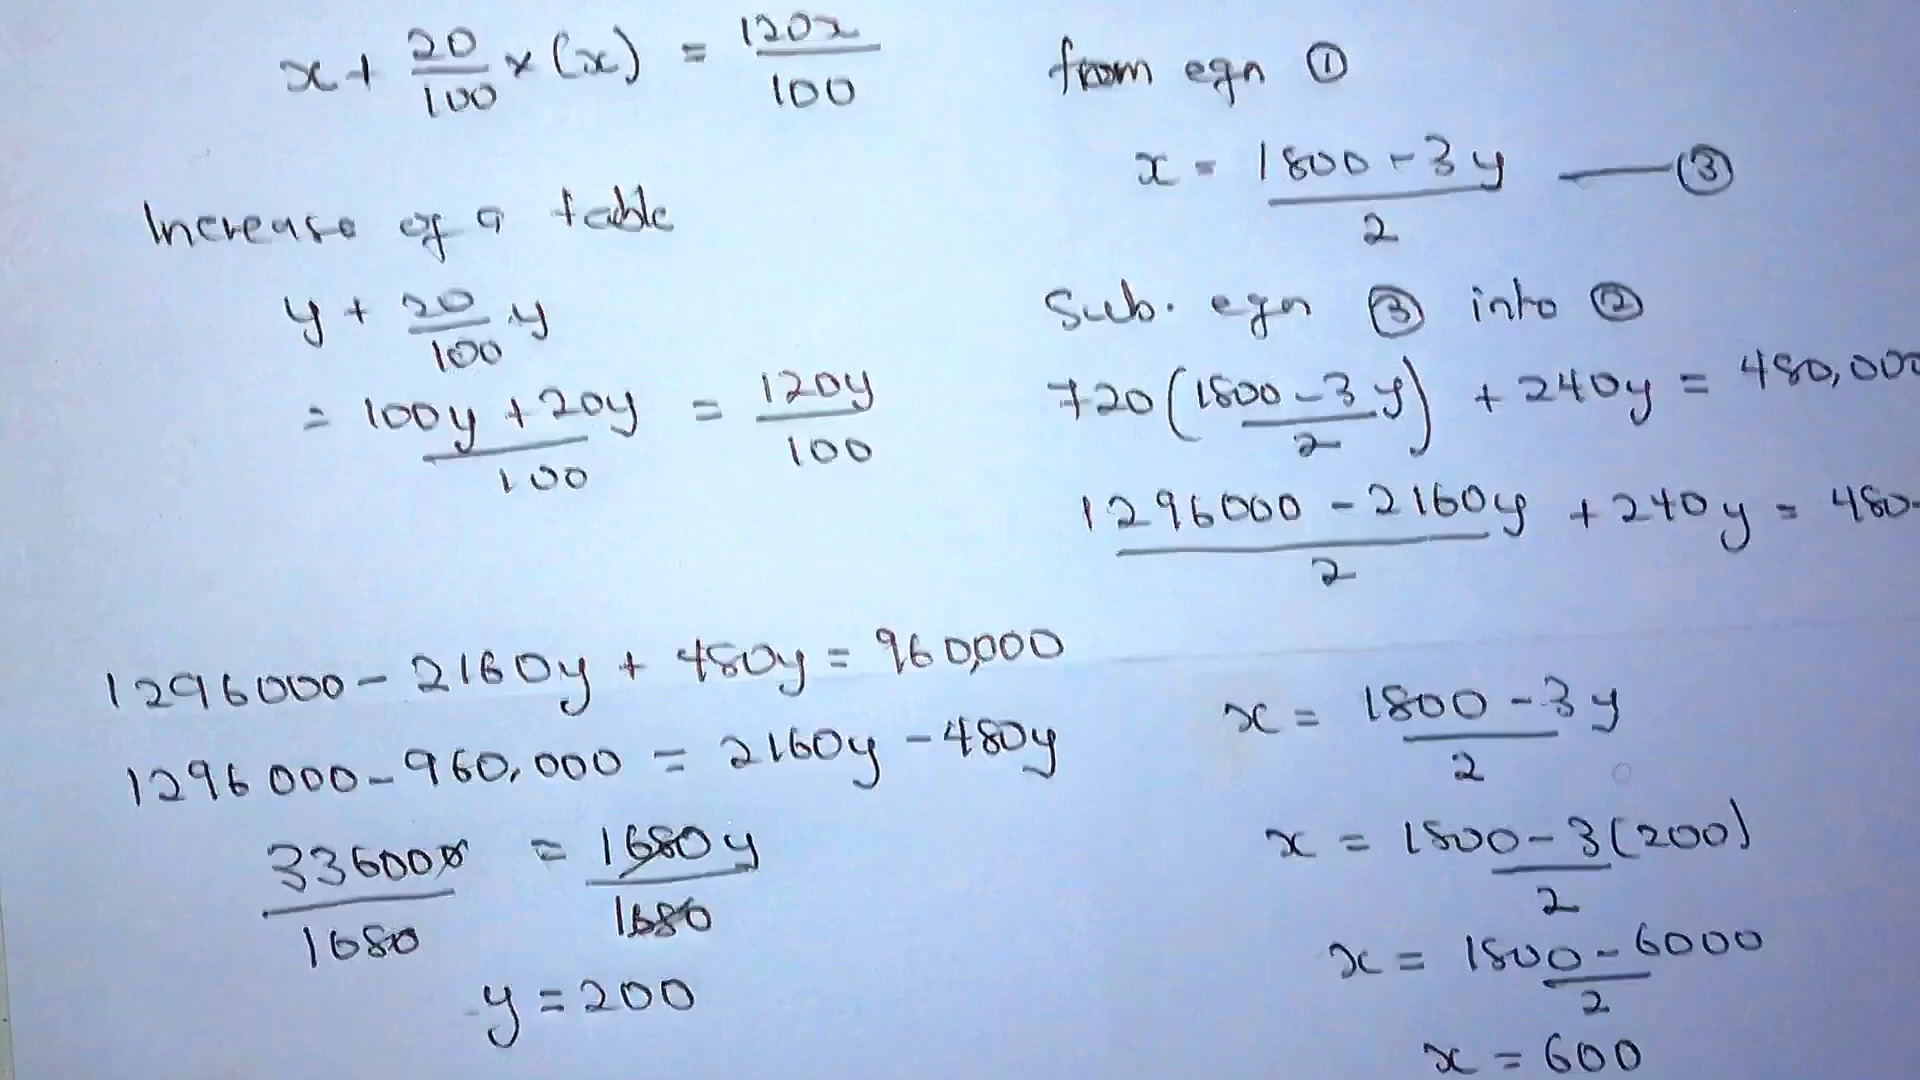 x + 20/100 × (x) = 120x/100
Increase of a table
y + 20/100 y
= 100y + 20y/100 = 120y/100
from eqn ①
x = 1800 - 3y/2 —— ③
Sub. eqn ③ into ②
720(1800 - 3y/2) + 240y = 480,000
1296000 - 2160y/2 + 240y = 480
1296000 - 2160y + 480y = 960,000
1296000 - 960,000 = 2160y - 480y
336000/1680 = 1680y/1680
y = 200
x = 1800 - 3y/2
x = 1800 - 3(200)/2
x = 1800 - 6000/2
x = 600